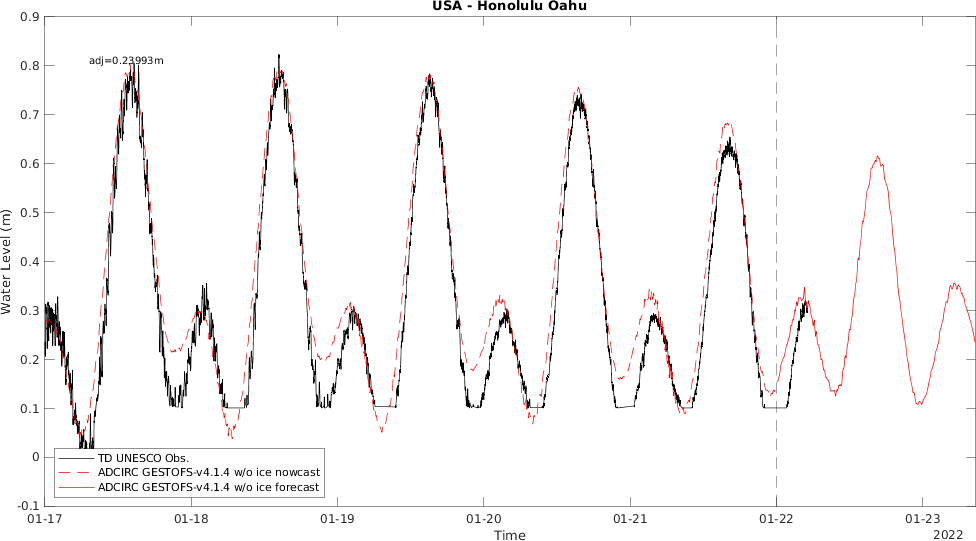 USA - Honolulu Oahu
0.9
0.8
0.7
0.6
0.5
0.4
0.3
0.2
0.1
0
-0.1
Water Level (m)
adj=0.23993m
TD UNESCO Obs.
ADCIRC GESTOFS-v4.1.4 w/o ice nowcast
ADCIRC GESTOFS-v4.1.4 w/o ice forecast
01-17 01-18 01-19 01-20 01-21 01-22 01-23
Time
2022